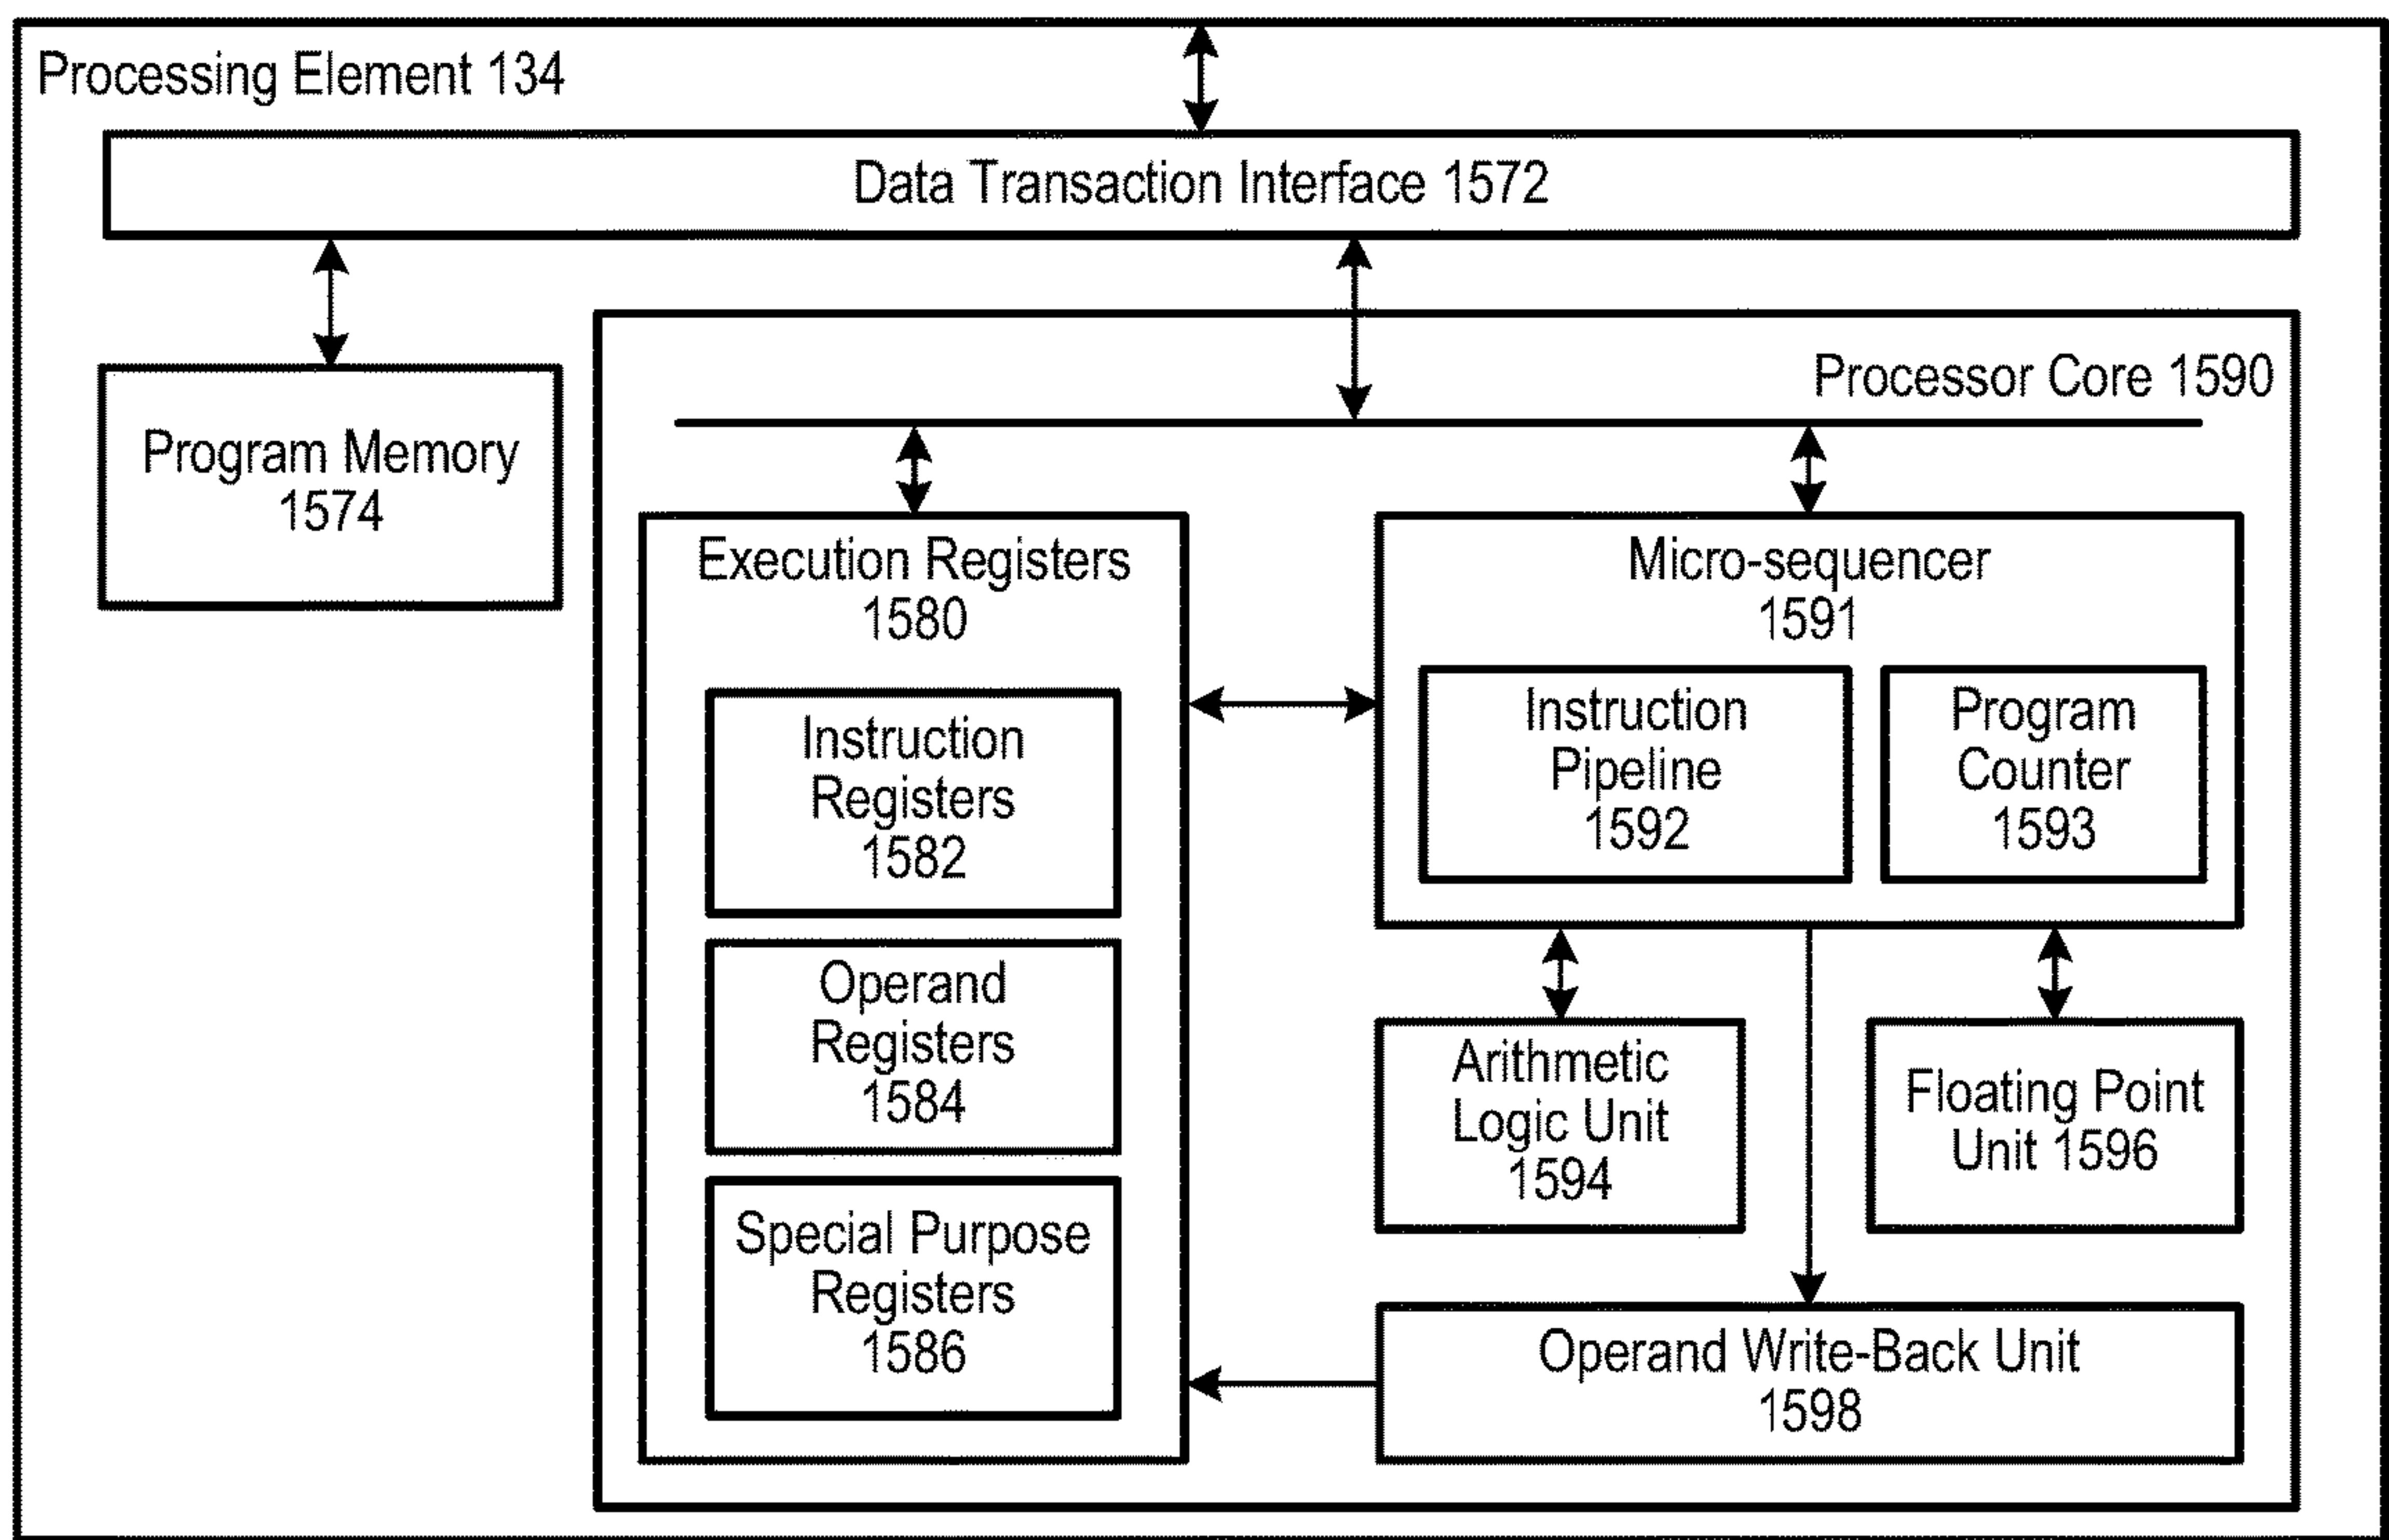 Processing Element 134
Data Transaction Interface 1572
Processor Core 1590
Program Memory
1574
Execution Registers
1580
Instruction
Registers
1582
Operand
Registers
1584
Special Purpose
Registers
1586
Micro-sequencer
1591
Instruction
Pipeline
1592
Program
Counter
1593
Arithmetic
Logic Unit
1594
Floating Point
Unit 1596
Operand Write-Back Unit
1598